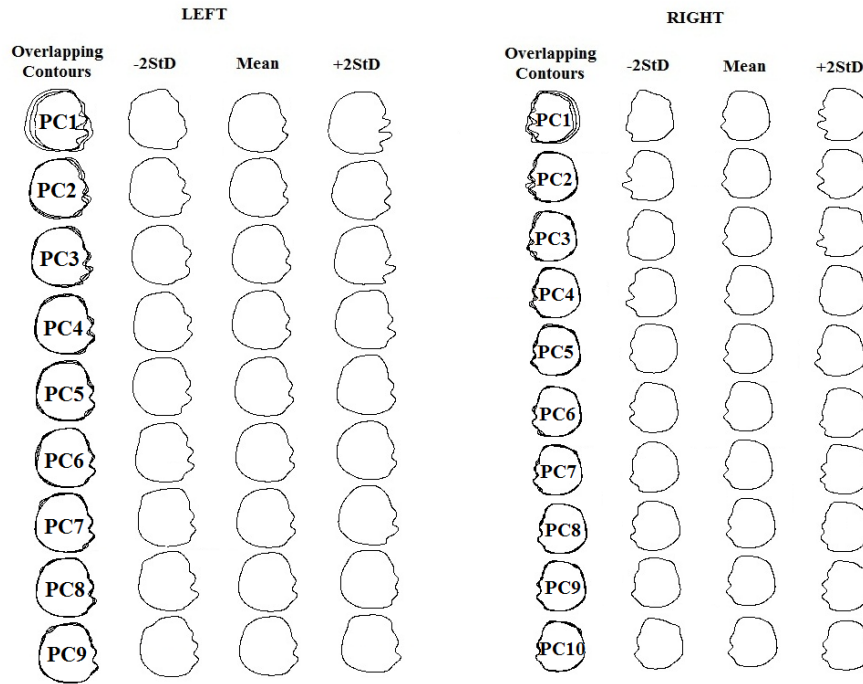 LEFT
Overlapping
Contours
-2StD
Mean
+2StD
PC1
PC2
PC3
PC4
PC5
PC6
PC7
PC8
PC9
RIGHT
Overlapping
Contours
-2StD
Mean
+2StD
PC1
PC2
PC3
PC4
PC5
PC6
PC7
PC8
PC9
PC10